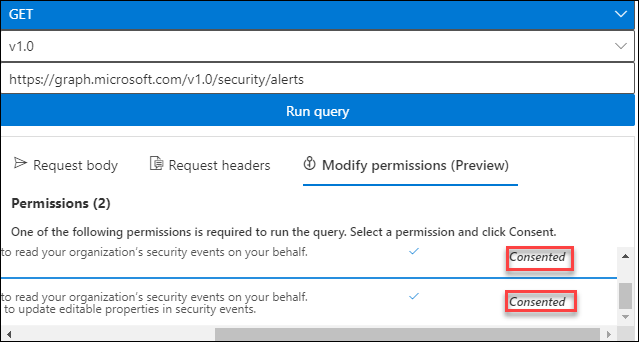 GET
v1.0
https://graph.microsoft.com/v1.0/security/alerts
Run query
Request body Request headers Modify permissions (Preview)
Permissions (2)
One of the following permissions is required to run the query. Select a permission and click Consent.
to read your organization's security events on your behalf. Consented
to read your organization's security events on your behalf. Consented
to update editable properties in security events.